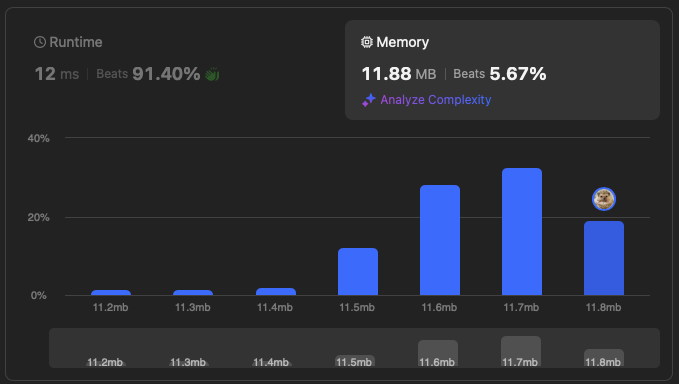 Runtime
12 ms | Beats 91.40%
Memory
11.88 MB | Beats 5.67%
Analyze Complexity
40%
20%
0%
11.2mb 11.3mb 11.4mb 11.5mb 11.6mb 11.7mb 11.8mb
11.2mb 11.3mb 11.4mb 11.5mb 11.6mb 11.7mb 11.8mb